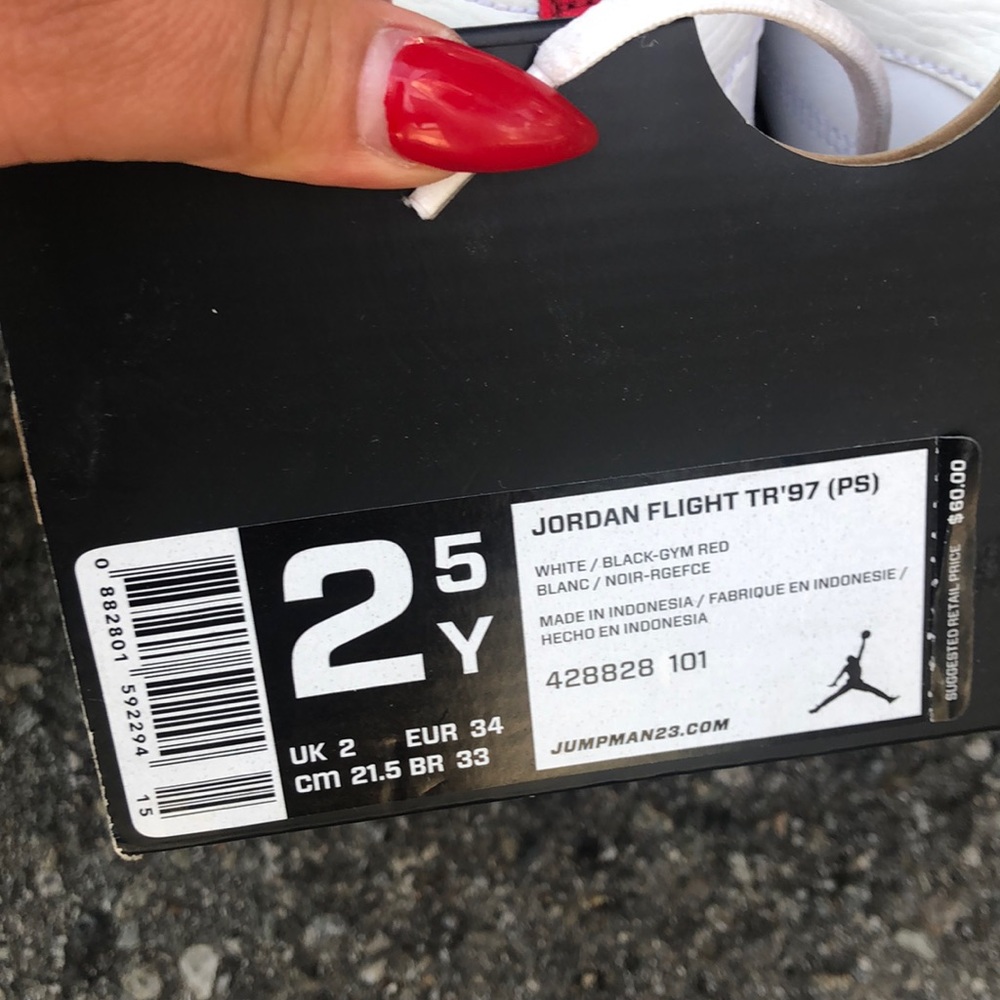 0 882801 592294 15
2 5
Y
UK 2 EUR 34
cm 21.5 BR 33
JORDAN FLIGHT TR'97 (PS)
WHITE / BLACK-GYM RED
BLANC / NOIR-RGEFCE
MADE IN INDONESIA / FABRIQUE EN INDONESIE /
HECHO EN INDONESIA
428828 101
JUMPMAN23.COM
SUGGESTED RETAIL PRICE $60.00